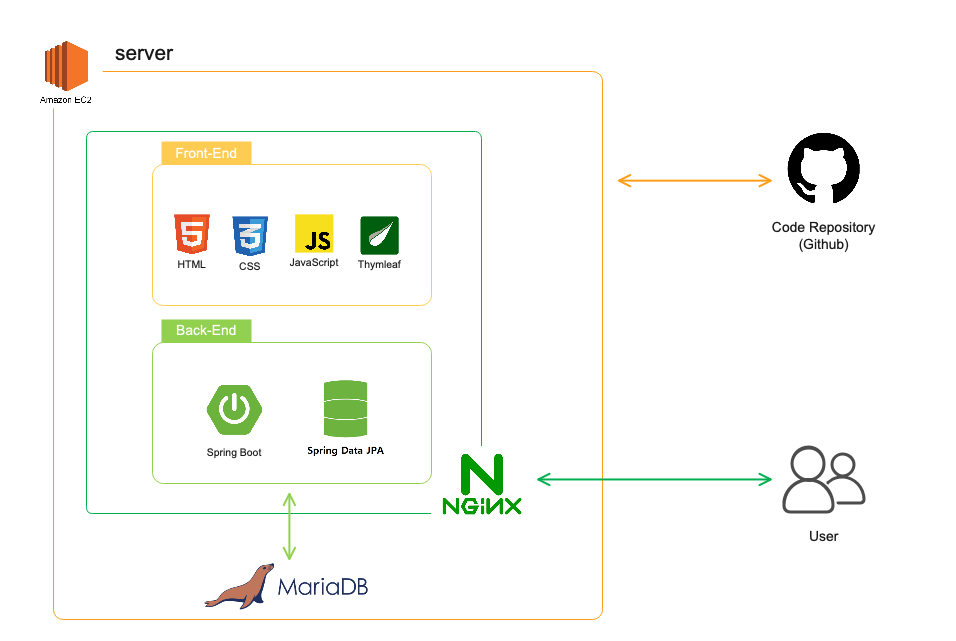 server
Amazon EC2
Front-End
5
3
JS
HTML
CSS
JavaScript
Thymleaf
Code Repository
(Github)
Back-End
Spring Boot
Spring Data JPA
N
NGiNX
User
MariaDB